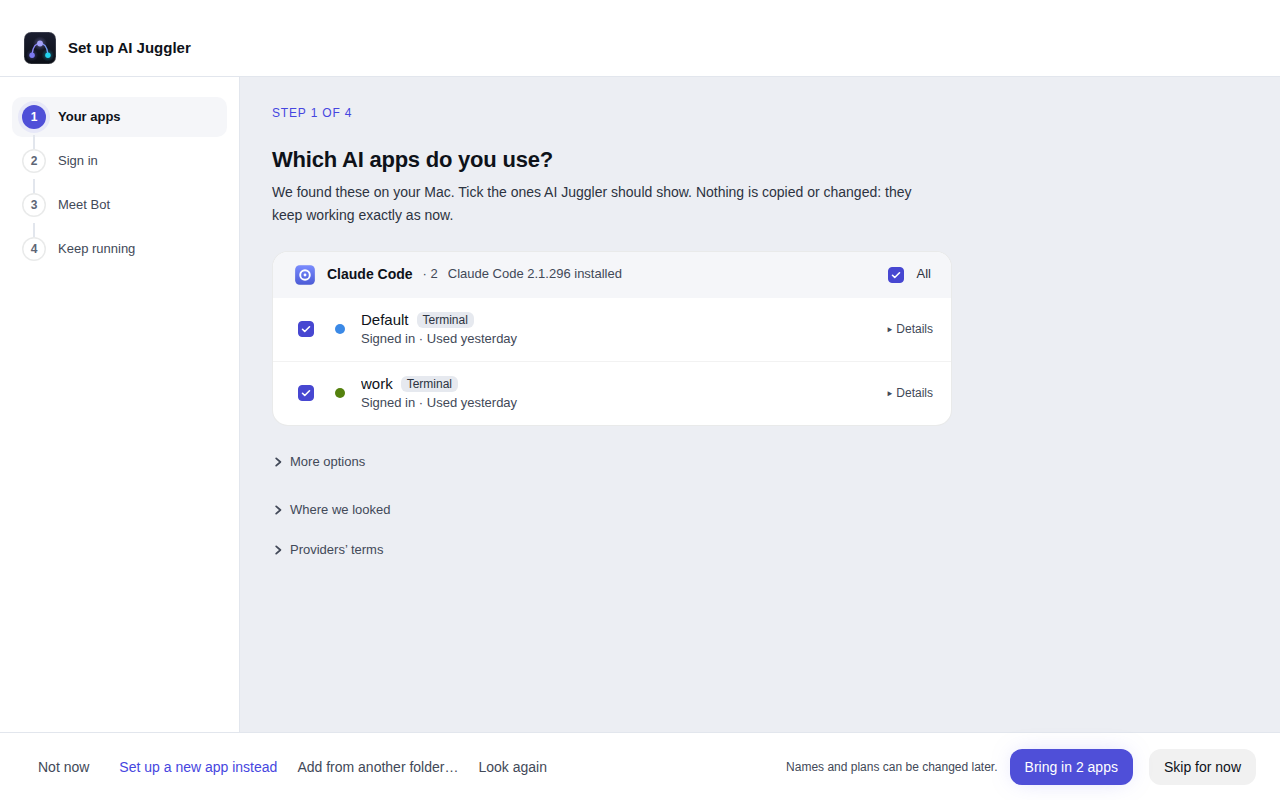 Set up AI Juggler
1 Your apps
2 Sign in
3 Meet Bot
4 Keep running
STEP 1 OF 4
Which AI apps do you use?
We found these on your Mac. Tick the ones AI Juggler should show. Nothing is copied or changed: they
keep working exactly as now.
Claude Code · 2 Claude Code 2.1.296 installed All
Default Terminal
Signed in · Used yesterday
▸ Details
work Terminal
Signed in · Used yesterday
▸ Details
More options
Where we looked
Providers’ terms
Not now Set up a new app instead Add from another folder… Look again Names and plans can be changed later. Bring in 2 apps Skip for now